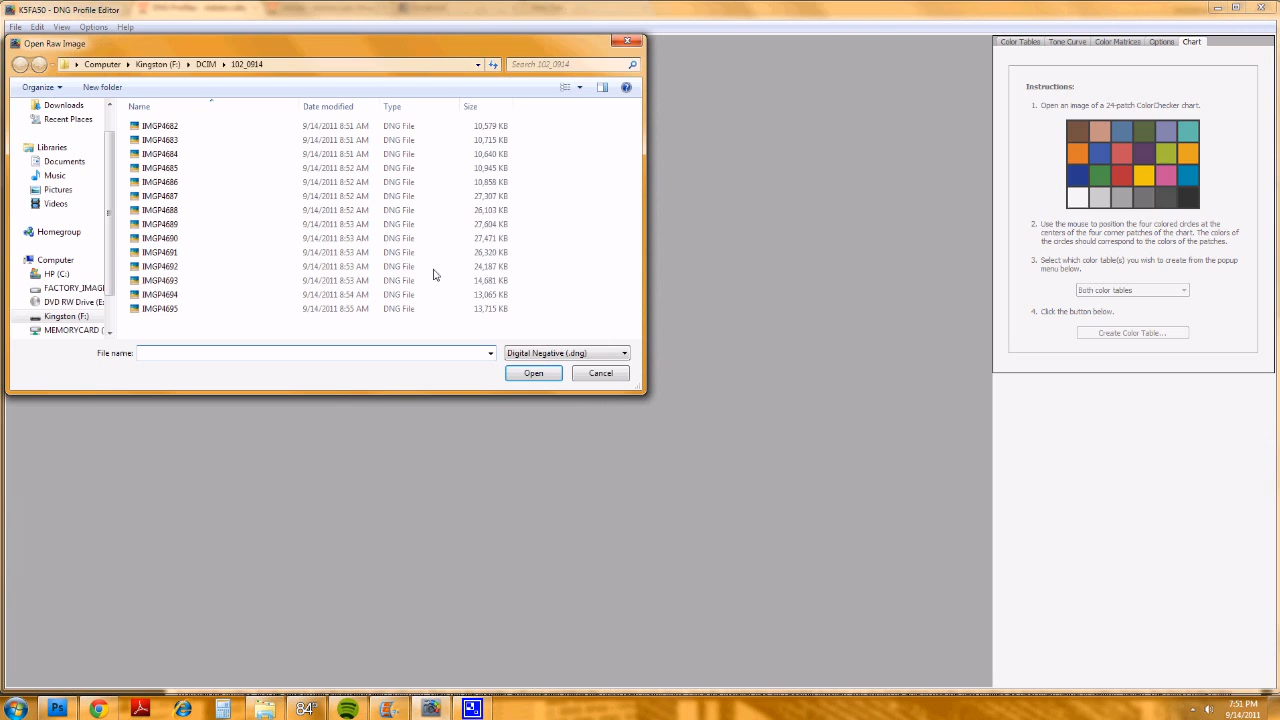 K5FA50 - DNG Profile Editor
File Edit View Options Help
Open Raw Image
Computer Kingston (F:) DCIM 102_0914
Search 102_0914
Organize New folder
Name Date modified Type Size
Downloads
Recent Places
Libraries
Documents
Music
Pictures
Videos
Homegroup
Computer
HP (C:)
FACTORY_IMAGE
DVD RW Drive (E:
Kingston (F:)
MEMORYCARD (
IMGP4682 9/14/2011 8:51 AM DNG File 10,579 KB
IMGP4683 9/14/2011 8:51 AM DNG File 10,715 KB
IMGP4684 9/14/2011 8:51 AM DNG File 10,640 KB
IMGP4685 9/14/2011 8:52 AM DNG File 10,945 KB
IMGP4686 9/14/2011 8:52 AM DNG File 10,858 KB
IMGP4687 9/14/2011 8:52 AM DNG File 27,307 KB
IMGP4688 9/14/2011 8:52 AM DNG File 26,103 KB
IMGP4689 9/14/2011 8:53 AM DNG File 27,604 KB
IMGP4690 9/14/2011 8:53 AM DNG File 27,471 KB
IMGP4691 9/14/2011 8:53 AM DNG File 26,320 KB
IMGP4692 9/14/2011 8:53 AM DNG File 24,187 KB
IMGP4693 9/14/2011 8:53 AM DNG File 14,681 KB
IMGP4694 9/14/2011 8:54 AM DNG File 13,065 KB
IMGP4695 9/14/2011 8:55 AM DNG File 13,715 KB
File name:
Digital Negative (.dng)
Open Cancel
Color Tables Tone Curve Color Matrices Options Chart
Instructions:
1. Open an image of a 24-patch ColorChecker chart.
2. Use the mouse to position the four colored circles at the
centers of the four corner patches of the chart. The colors of
the circles should correspond to the colors of the patches.
3. Select which color table(s) you wish to create from the popup
menu below.
Both color tables
4. Click the button below.
Create Color Table...
Ps
84°
7:51 PM
9/14/2011